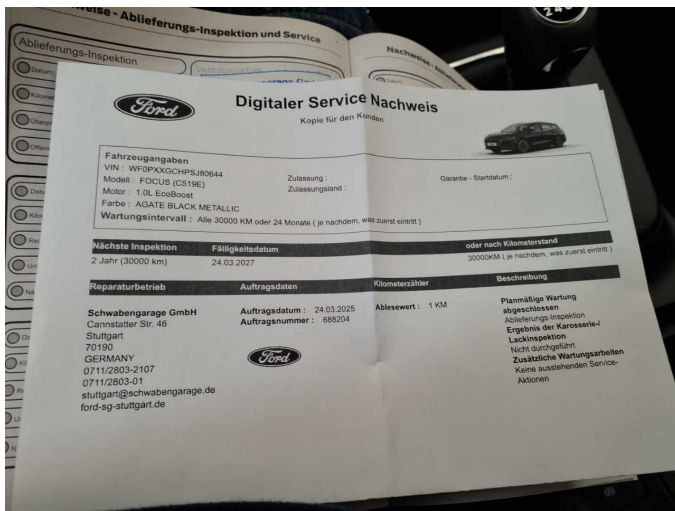 Nachweise - Ablieferungs-Inspektion und Service
Ablieferungs-Inspektion
Vertragspartner
Datum
Ford
Digitaler Service Nachweis
Kopie für den Kunden
Fahrzeugangaben
VIN : WF0PXXGCHPSJ80644
Modell : FOCUS (C519E)
Motor : 1.0L EcoBoost
Farbe : AGATE BLACK METALLIC
Zulassung :
Zulassungsland :
Garantie - Startdatum :
Wartungsintervall : Alle 30000 KM oder 24 Monate ( je nachdem, was zuerst eintritt )
Nächste Inspektion Fälligkeitsdatum oder nach Kilometerstand
2 Jahr (30000 km) 24.03.2027 30000KM ( je nachdem, was zuerst eintritt )
Reparaturbetrieb Auftragsdaten Kilometerzähler Beschreibung
Schwabengarage GmbH
Cannstatter Str. 46
Stuttgart
70190
GERMANY
0711/2803-2107
0711/2803-01
stuttgart@schwabengarage.de
ford-sg-stuttgart.de
Auftragsdatum : 24.03.2025
Auftragsnummer : 688204
Ford
Ablesewert : 1 KM
Planmäßige Wartung
abgeschlossen
Ablieferungs-Inspektion
Ergebnis der Karosserie-/
Lackinspektion
Nicht durchgeführt
Zusätzliche Wartungsarbeiten
Keine ausstehenden Service-
Aktionen